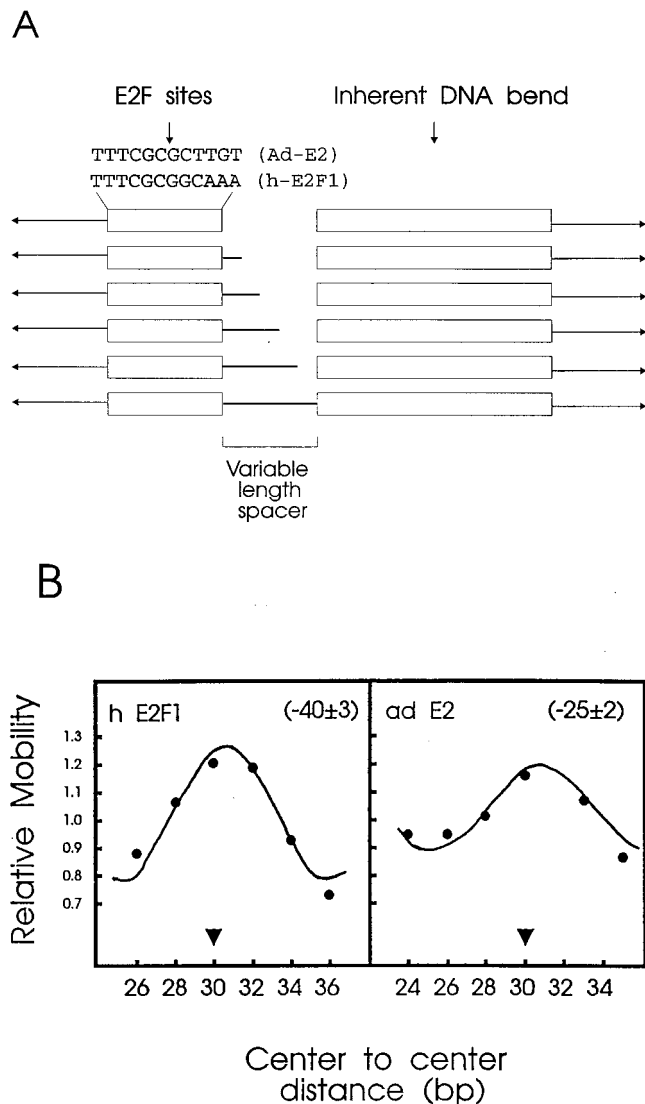 A
E2F sites Inherent DNA bend
TTTCGCGCTTGT (Ad-E2)
TTTCGCGGCAAA (h-E2F1)
Variable
length
spacer
B
h E2F1 (-40±3) ad E2 (-25±2)
Relative Mobility
1.3
1.2
1.1
1.0
0.9
0.8
0.7
26 28 30 32 34 36 24 26 28 30 32 34
Center to center
distance (bp)